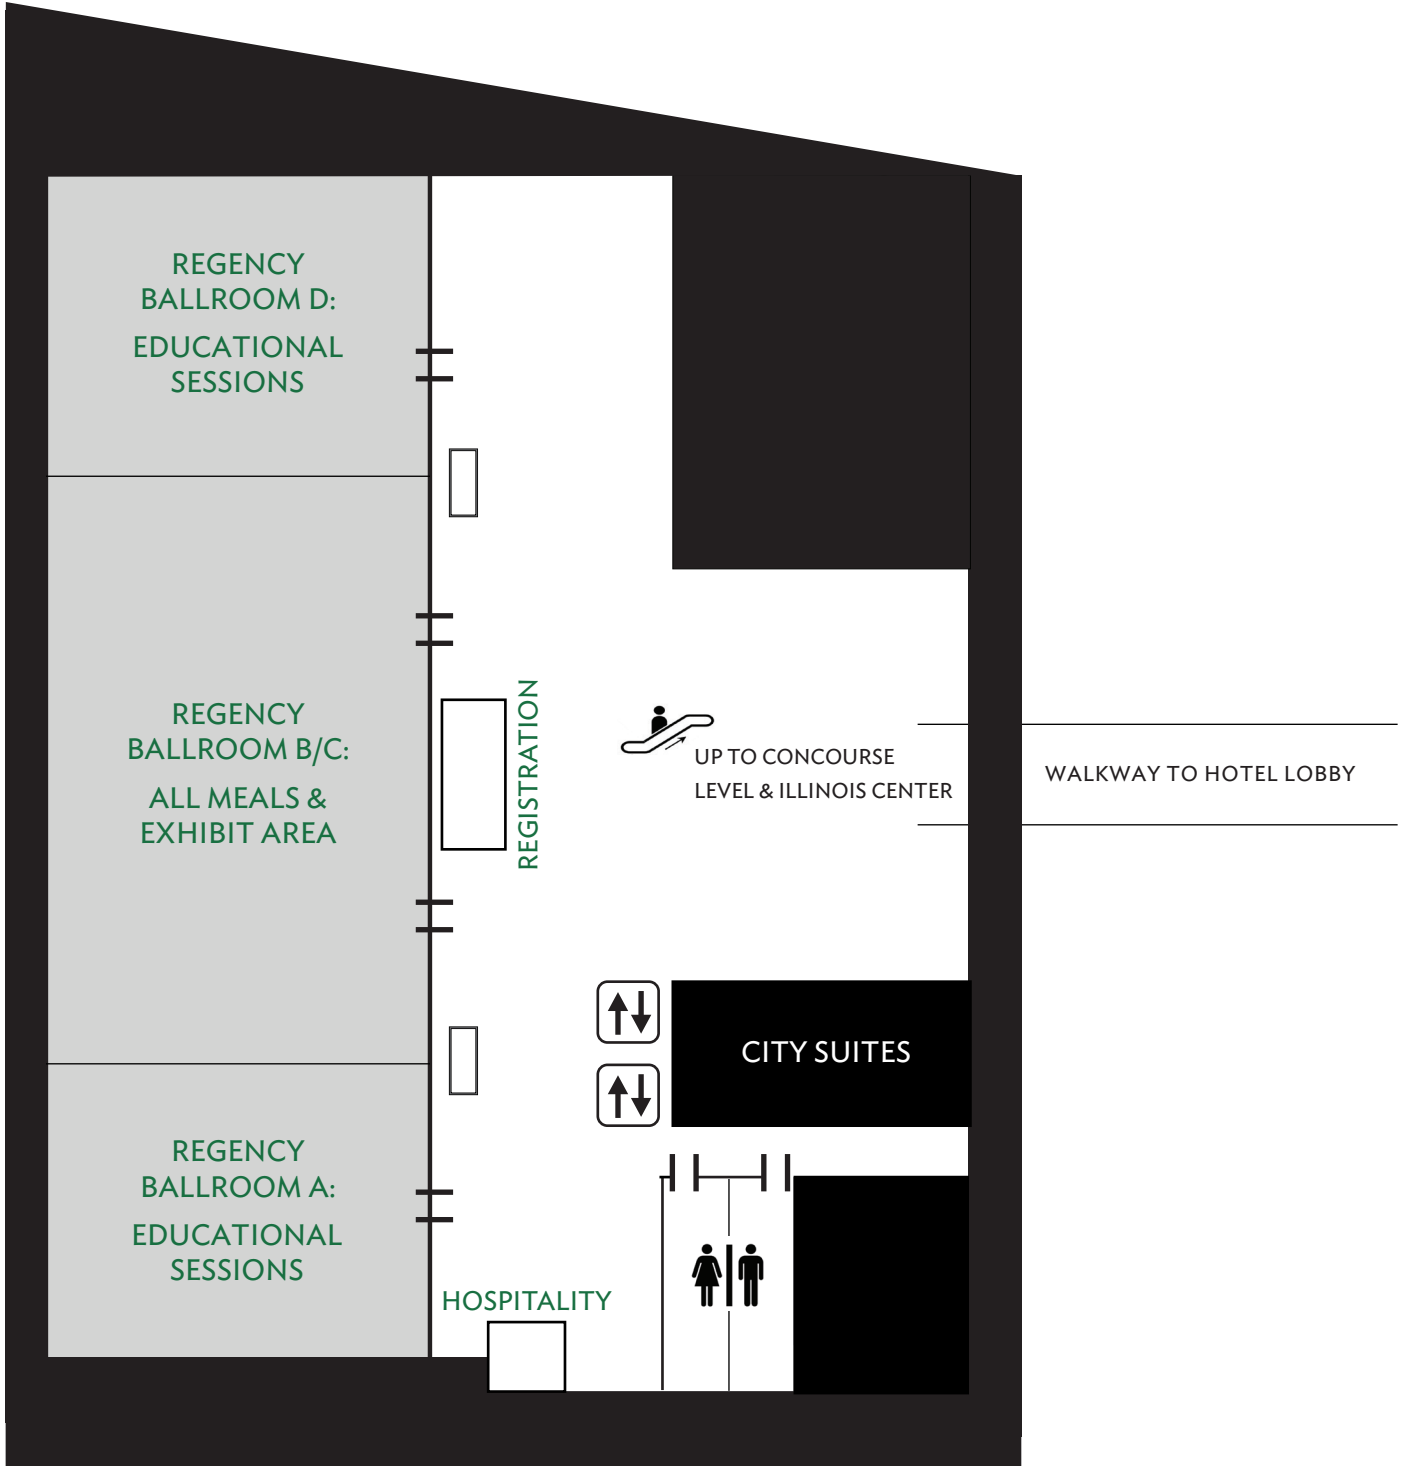 REGENCY
BALLROOM D:
EDUCATIONAL
SESSIONS
REGENCY
BALLROOM B/C:
ALL MEALS &
EXHIBIT AREA
REGISTRATION
UP TO CONCOURSE
LEVEL & ILLINOIS CENTER
WALKWAY TO HOTEL LOBBY
CITY SUITES
REGENCY
BALLROOM A:
EDUCATIONAL
SESSIONS
HOSPITALITY